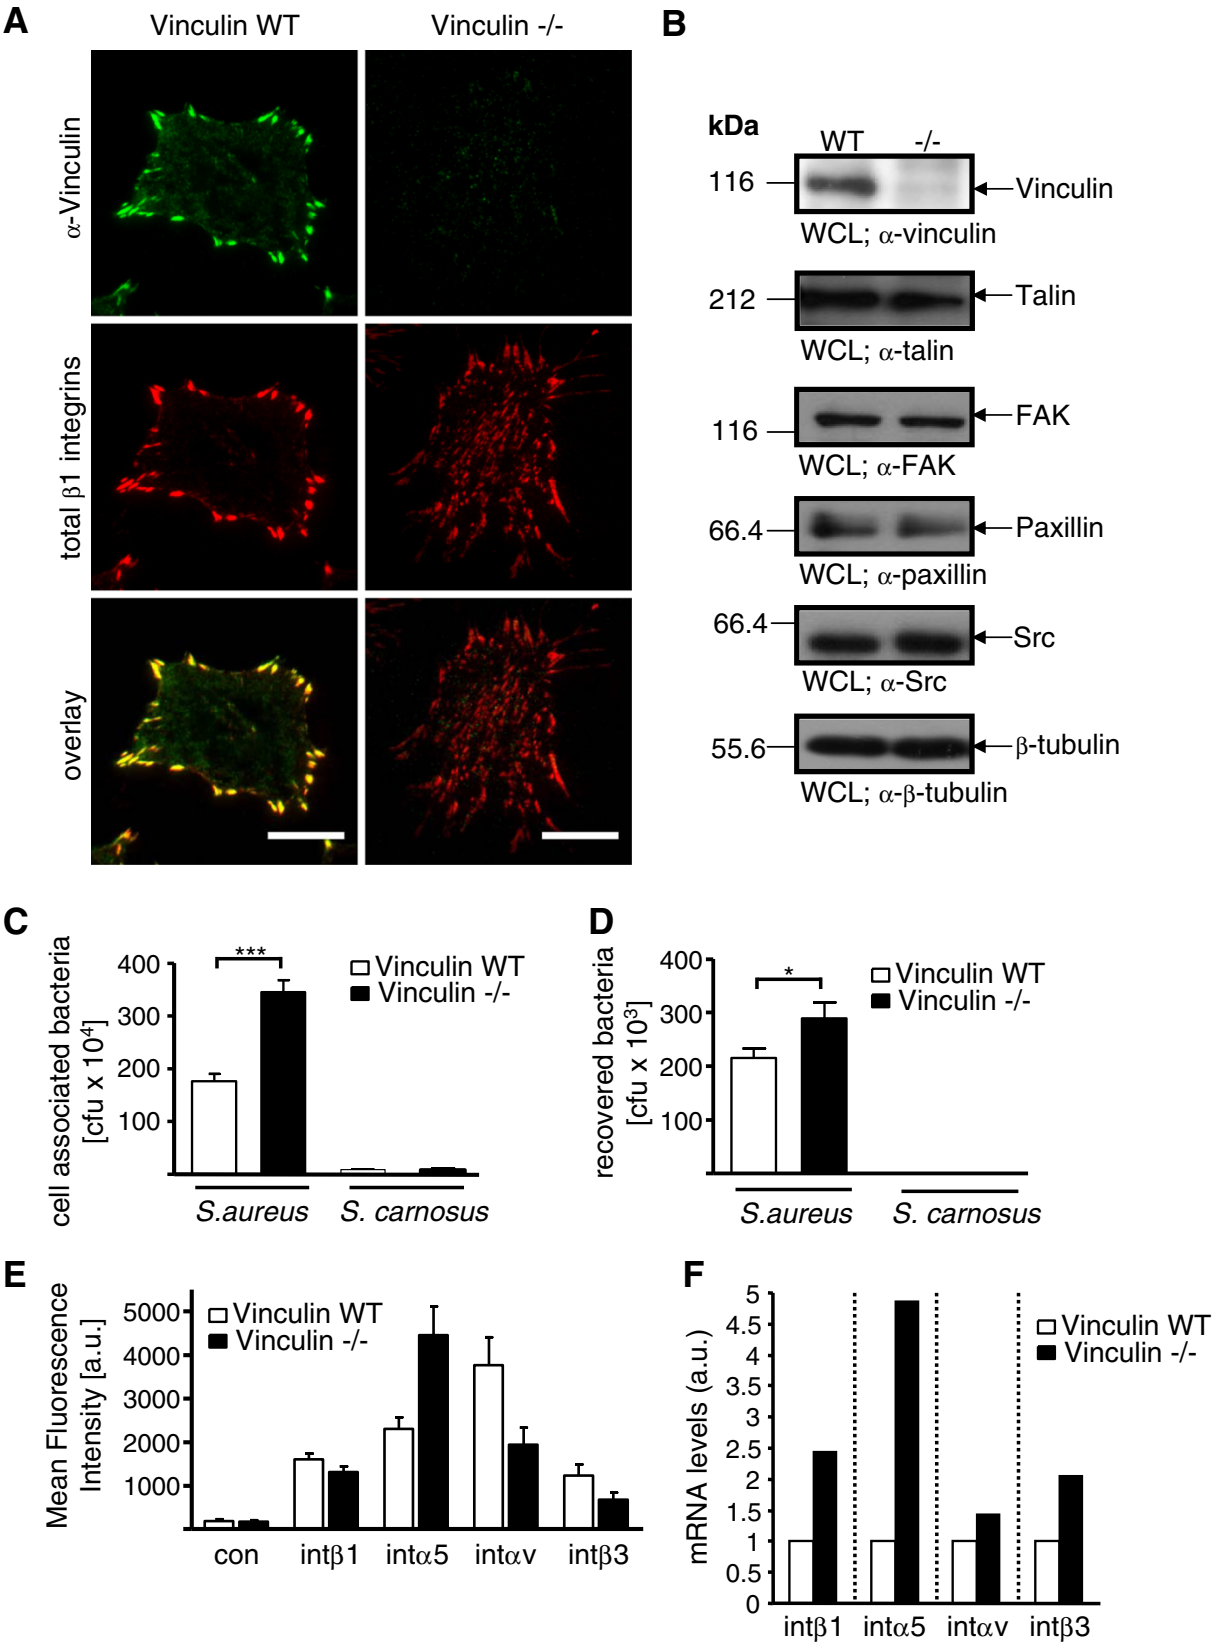 A
Vinculin WT
Vinculin -/-
α-Vinculin
total β1 integrins
overlay
B
kDa
WT -/-
116
Vinculin
WCL; α-vinculin
212
Talin
WCL; α-talin
116
FAK
WCL; α-FAK
66.4
Paxillin
WCL; α-paxillin
66.4
Src
WCL; α-Src
55.6
β-tubulin
WCL; α-β-tubulin
C
cell associated bacteria
[cfu x 10⁴]
400
300
200
100
***
Vinculin WT
Vinculin -/-
S.aureus
S. carnosus
D
recovered bacteria
[cfu x 10³]
400
300
200
100
*
Vinculin WT
Vinculin -/-
S.aureus
S. carnosus
E
Mean Fluorescence
Intensity [a.u.]
5000
4000
3000
2000
1000
Vinculin WT
Vinculin -/-
con
intβ1
intα5
intαv
intβ3
F
mRNA levels (a.u.)
5
4.5
4
3.5
3
2.5
2
1.5
1
0.5
0
Vinculin WT
Vinculin -/-
intβ1
intα5
intαv
intβ3